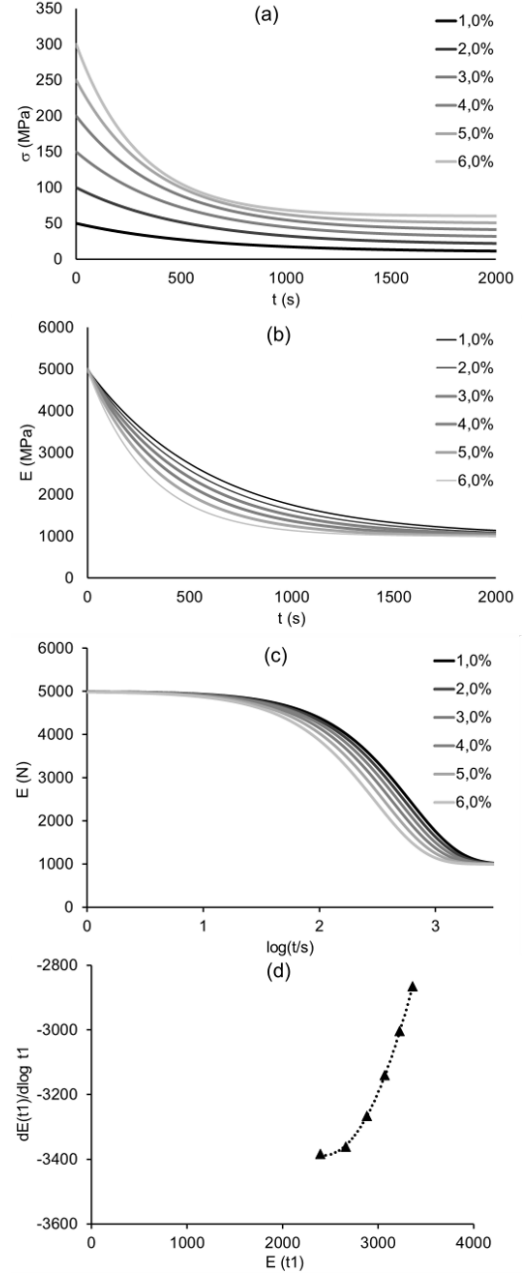 (a)
350
300
250
200
150
100
50
0
σ (MPa)
0 500 1000 1500 2000
t (s)
1,0%
2,0%
3,0%
4,0%
5,0%
6,0%
(b)
6000
5000
4000
3000
2000
1000
0
E (MPa)
0 500 1000 1500 2000
t (s)
1,0%
2,0%
3,0%
4,0%
5,0%
6,0%
(c)
6000
5000
4000
3000
2000
1000
0
E (N)
0 1 2 3
log(t/s)
1,0%
2,0%
3,0%
4,0%
5,0%
6,0%
(d)
-2800
-3000
-3200
-3400
-3600
dE(t1)/dlog t1
0 1000 2000 3000 4000
E (t1)